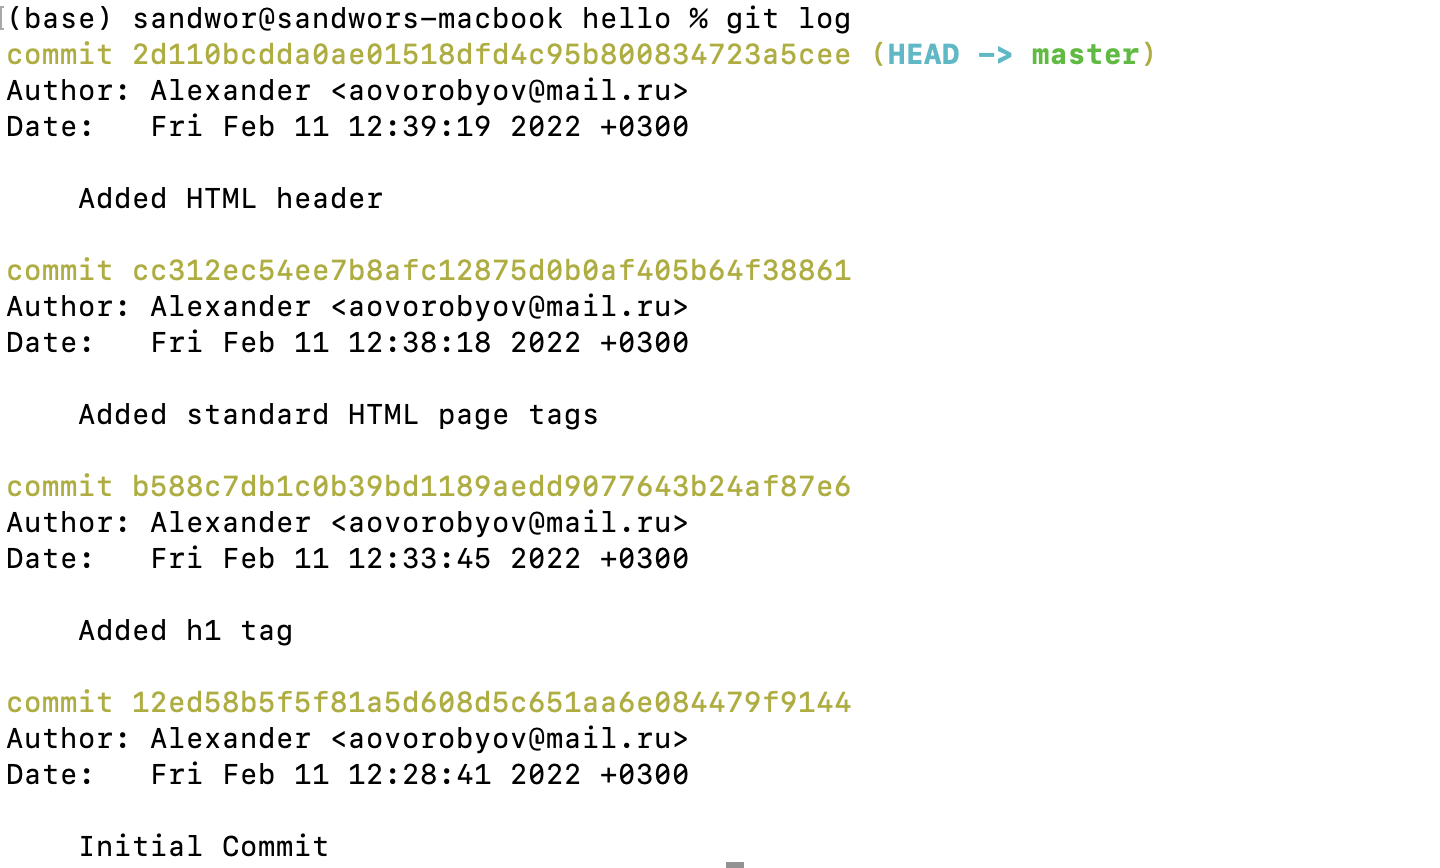 (base) sandwor@sandwors-macbook hello % git log
commit 2d110bcdda0ae01518dfd4c95b800834723a5cee (HEAD -> master)
Author: Alexander <aovorobyov@mail.ru>
Date:   Fri Feb 11 12:39:19 2022 +0300
    Added HTML header
commit cc312ec54ee7b8afc12875d0b0af405b64f38861
Author: Alexander <aovorobyov@mail.ru>
Date:   Fri Feb 11 12:38:18 2022 +0300
    Added standard HTML page tags
commit b588c7db1c0b39bd1189aedd9077643b24af87e6
Author: Alexander <aovorobyov@mail.ru>
Date:   Fri Feb 11 12:33:45 2022 +0300
    Added h1 tag
commit 12ed58b5f5f81a5d608d5c651aa6e084479f9144
Author: Alexander <aovorobyov@mail.ru>
Date:   Fri Feb 11 12:28:41 2022 +0300
    Initial Commit